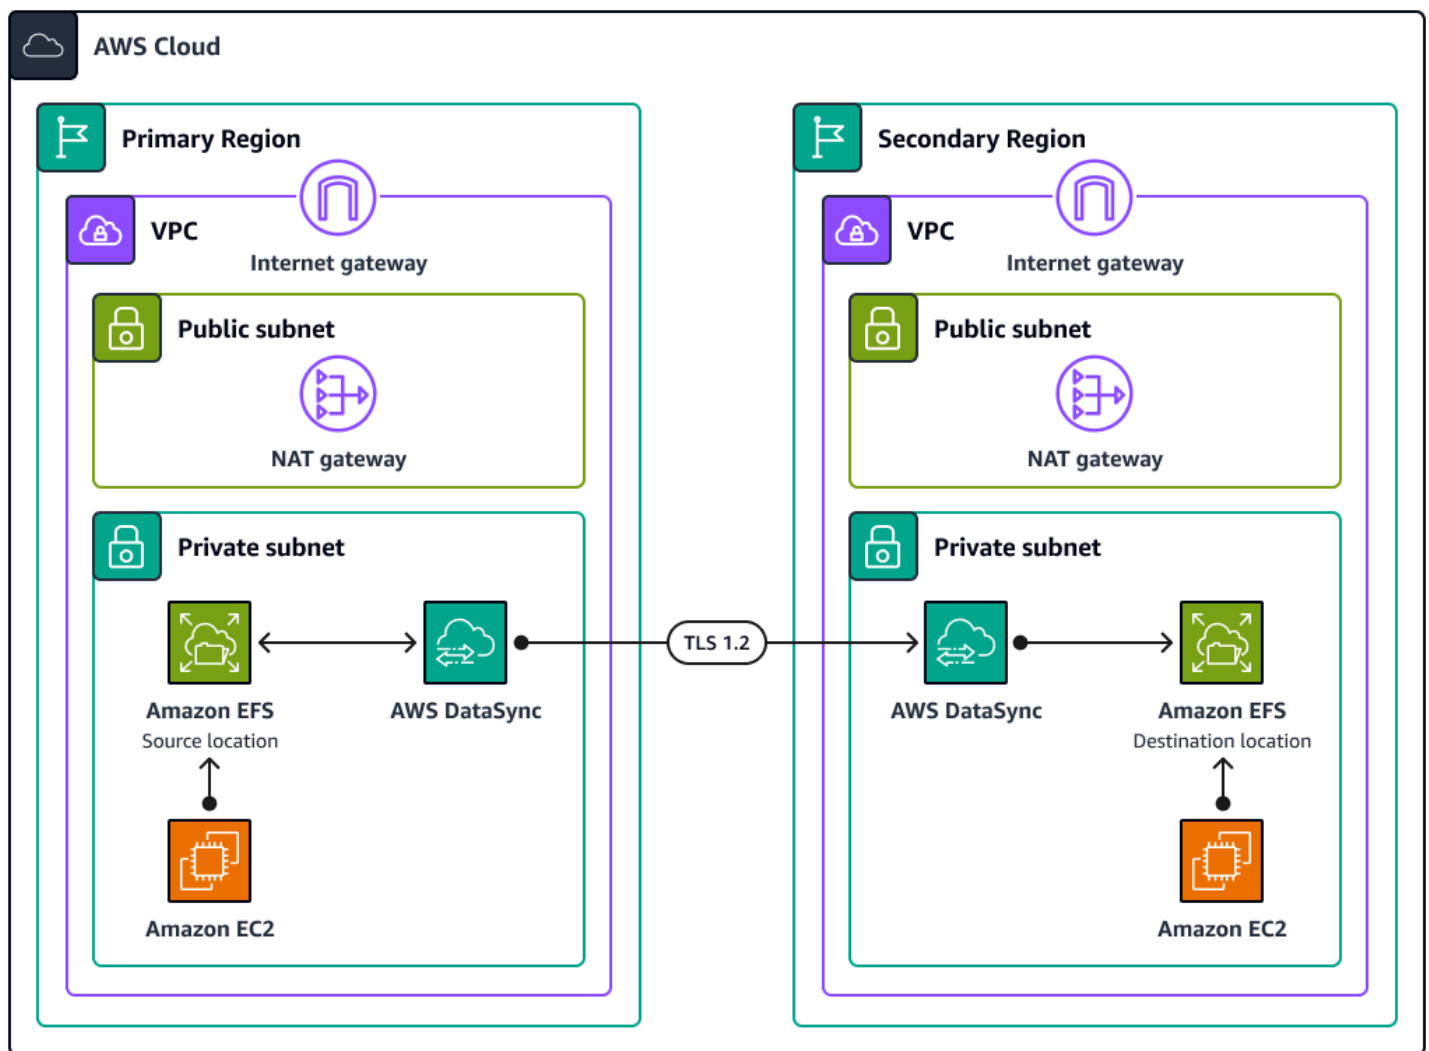 AWS Cloud
Primary Region
VPC
Internet gateway
Public subnet
NAT gateway
Private subnet
Amazon EFS
Source location
AWS DataSync
Amazon EC2
TLS 1.2
Secondary Region
VPC
Internet gateway
Public subnet
NAT gateway
Private subnet
AWS DataSync
Amazon EFS
Destination location
Amazon EC2